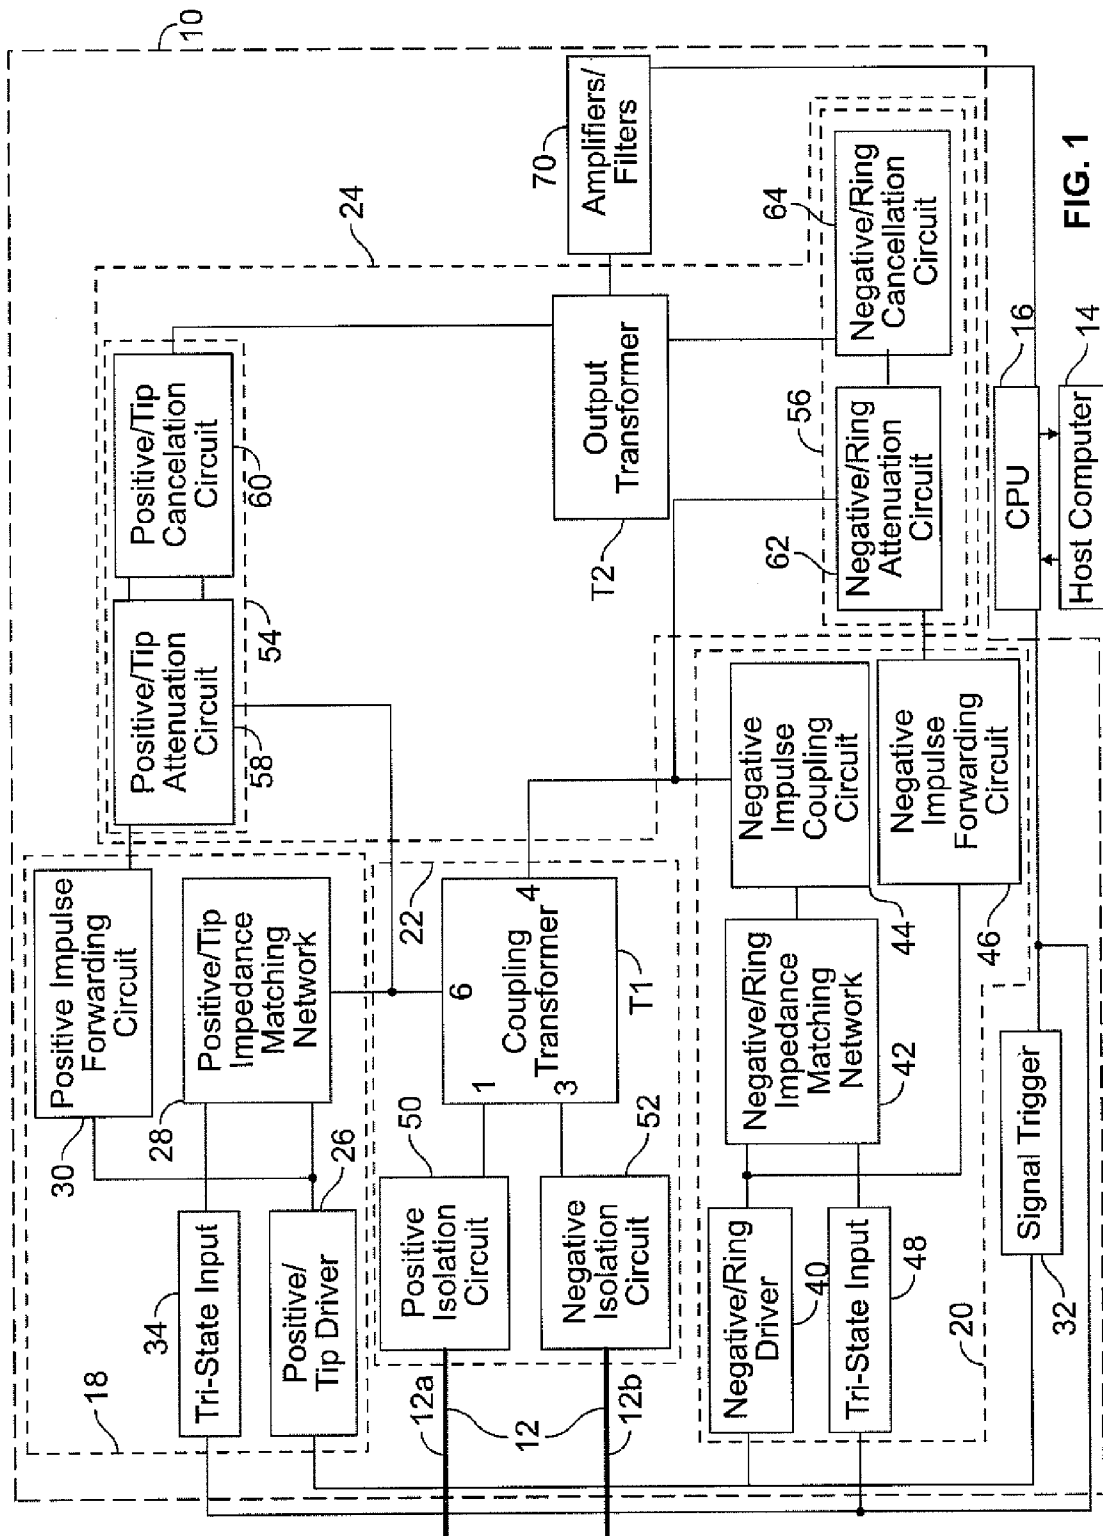 10
18
30
Positive Impulse
Forwarding
Circuit
34
Tri-State Input
28
Positive/Tip
Impedance
Matching
Network
26
Positive/
Tip Driver
Positive/Tip
Attenuation
Circuit
58
54
Positive/Tip
Cancelation
Circuit
60
24
12a
12
12b
50
Positive
Isolation
Circuit
Negative
Isolation
Circuit
52
22
1
3
6
4
Coupling
Transformer
T1
Output
Transformer
T2
70
Amplifiers/
Filters
Negative/Ring
Driver
40
Tri-State Input
48
20
Negative/Ring
Impedance
Matching
Network
42
Negative
Impulse
Coupling
Circuit
44
Negative
Impulse
Forwarding
Circuit
46
56
62
Negative/Ring
Attenuation
Circuit
64
Negative/Ring
Cancellation
Circuit
Signal Trigger
32
CPU
16
Host Computer
14
FIG. 1